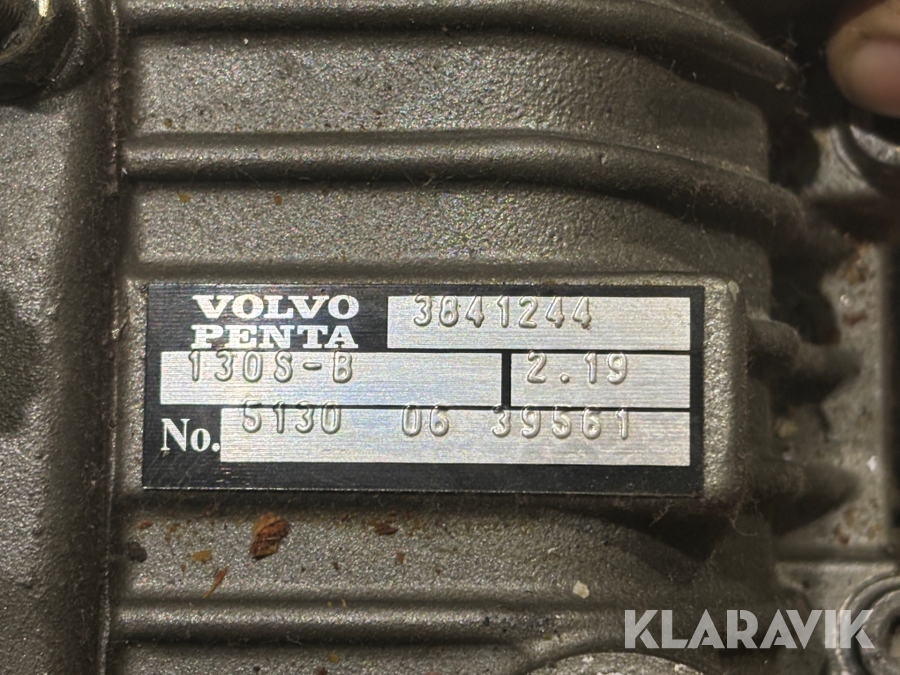 VOLVO
PENTA
3841244
130S-B 2.19
No. 5130 06 39561
KLARAVIK